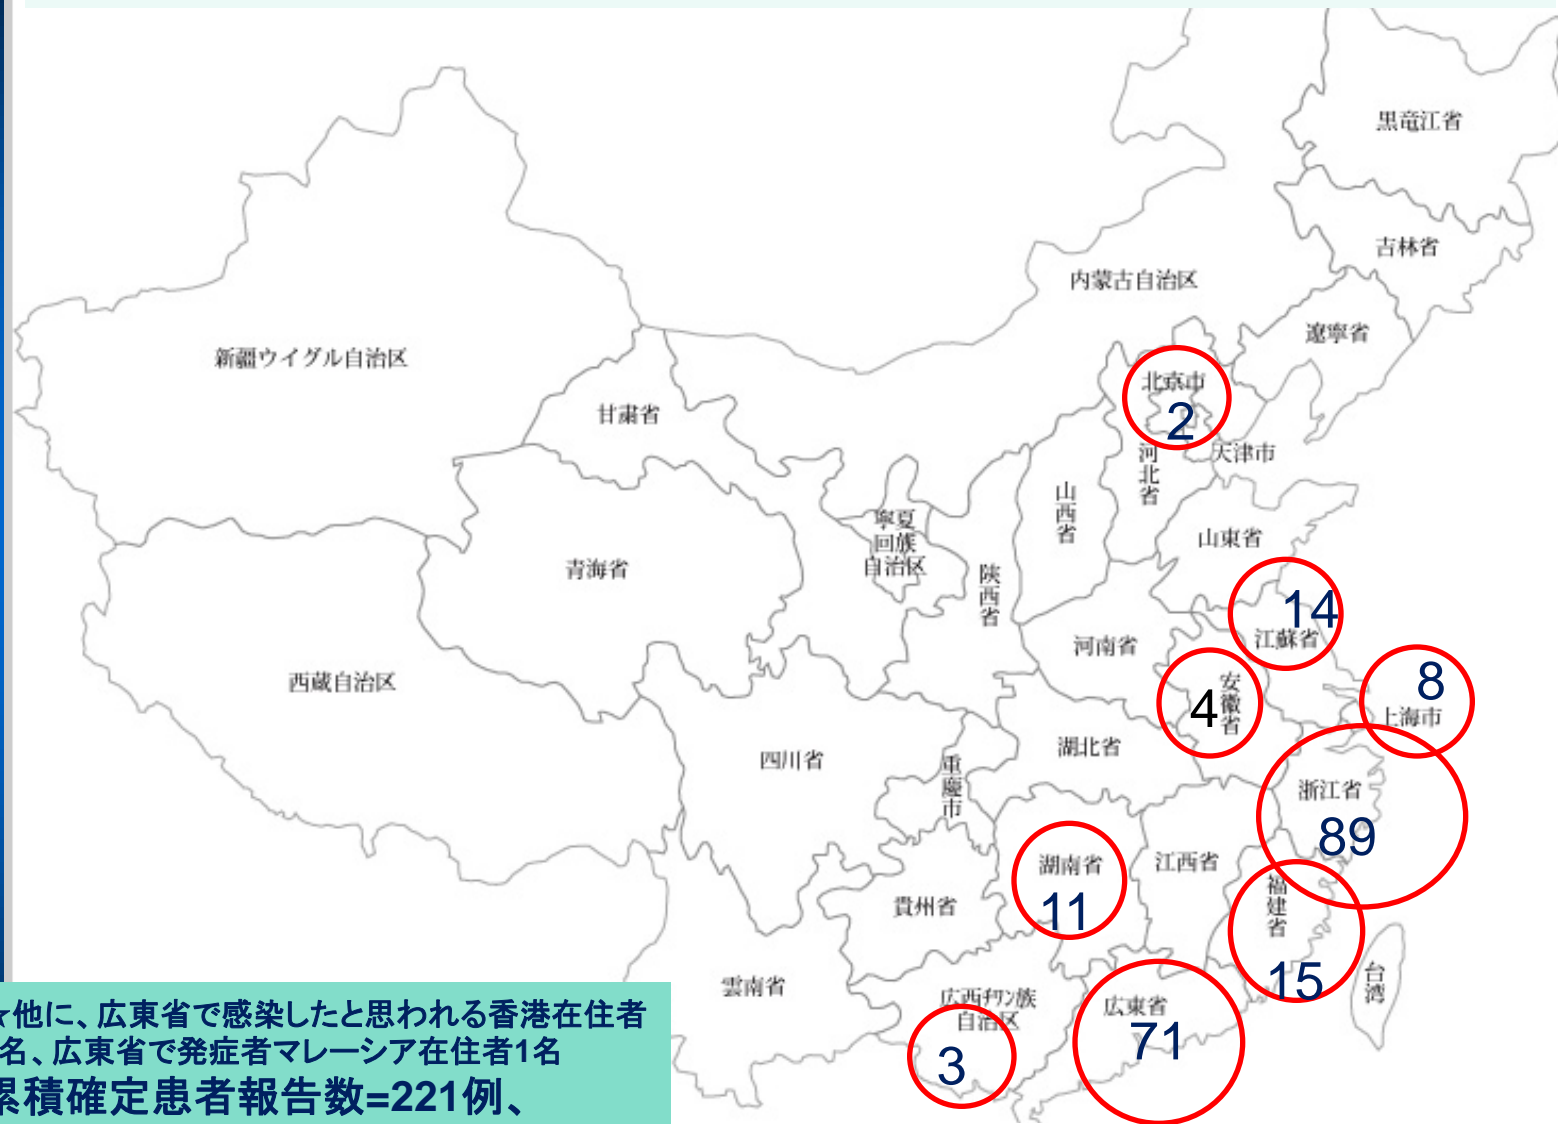 黒竜江省
吉林省
内蒙古自治区
遼寧省
新疆ウイグル自治区
北京市
2
甘粛省
天津市
河北省
山西省
寧夏
回族
自治区
山東省
青海省
陝西省
14
江蘇省
河南省
西蔵自治区
安徽省
4
8
上海市
湖北省
四川省
重慶市
浙江省
89
湖南省
11
江西省
貴州省
福建省
15
雲南省
台湾
広西チワン族
自治区
3
広東省
71
他に、広東省で感染したと思われる香港在住者
名、広東省で発症者マレーシア在住者1名
累積確定患者報告数=221例、